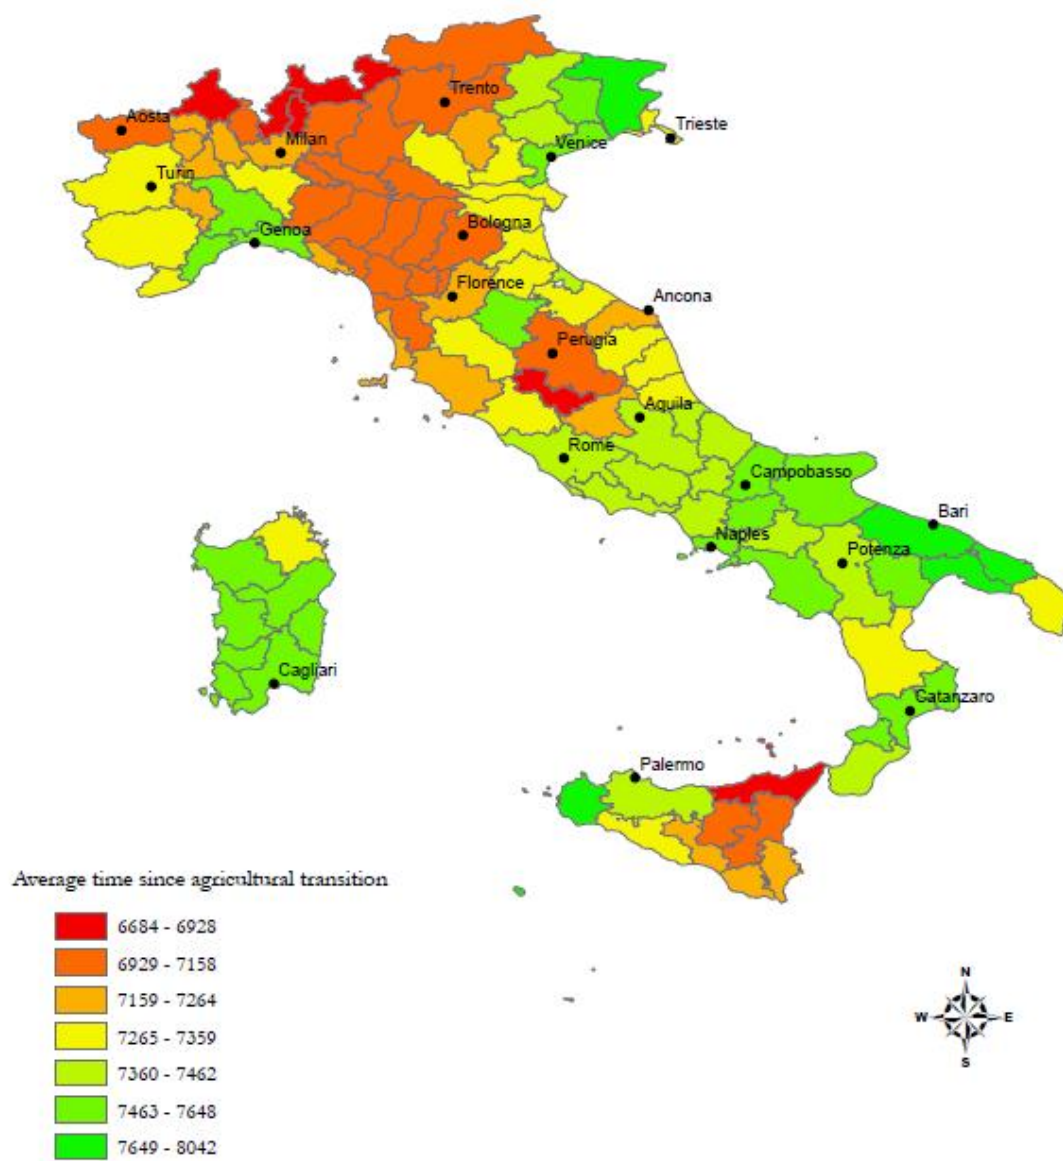 Trento
Aosta
Trieste
Milan
Venice
Turin
Bologna
Genoa
Florence
Ancona
Perugia
Aquila
Rome
Campobasso
Bari
Naples
Potenza
Cagliari
Catanzaro
Palermo
Average time since agricultural transition
6684 - 6928
6929 - 7158
7159 - 7264
7265 - 7359
7360 - 7462
7463 - 7648
7649 - 8042
N
W E
S